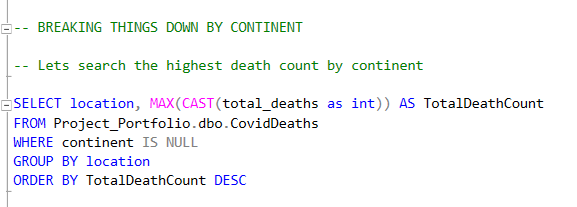 -- BREAKING THINGS DOWN BY CONTINENT
-- Lets search the highest death count by continent
SELECT location, MAX(CAST(total_deaths as int)) AS TotalDeathCount
FROM Project_Portfolio.dbo.CovidDeaths
WHERE continent IS NULL
GROUP BY location
ORDER BY TotalDeathCount DESC